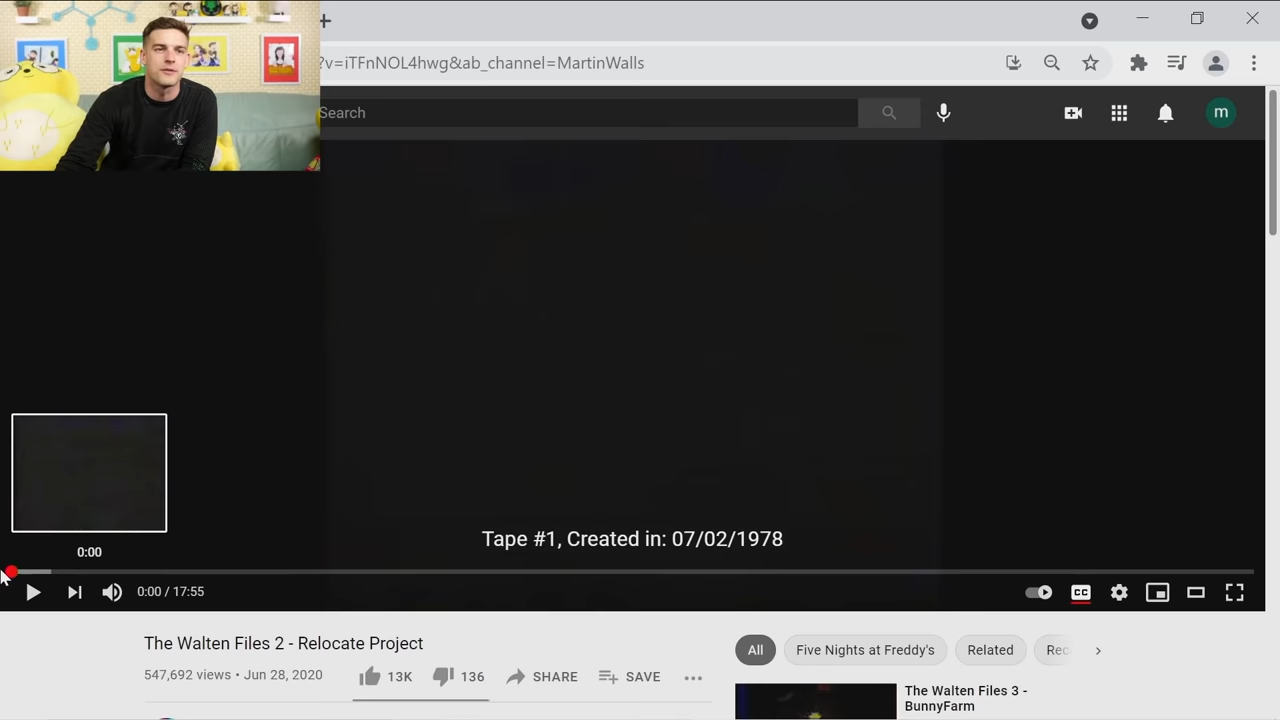 ?v=iTFnNOL4hwg&ab_channel=MartinWalls
Search
m
Tape #1, Created in: 07/02/1978
0:00
0:00 / 17:55
CC
The Walten Files 2 - Relocate Project
547,692 views • Jun 28, 2020
13K
136
SHARE
SAVE
All
Five Nights at Freddy's
Related
Rec
The Walten Files 3 -
BunnyFarm